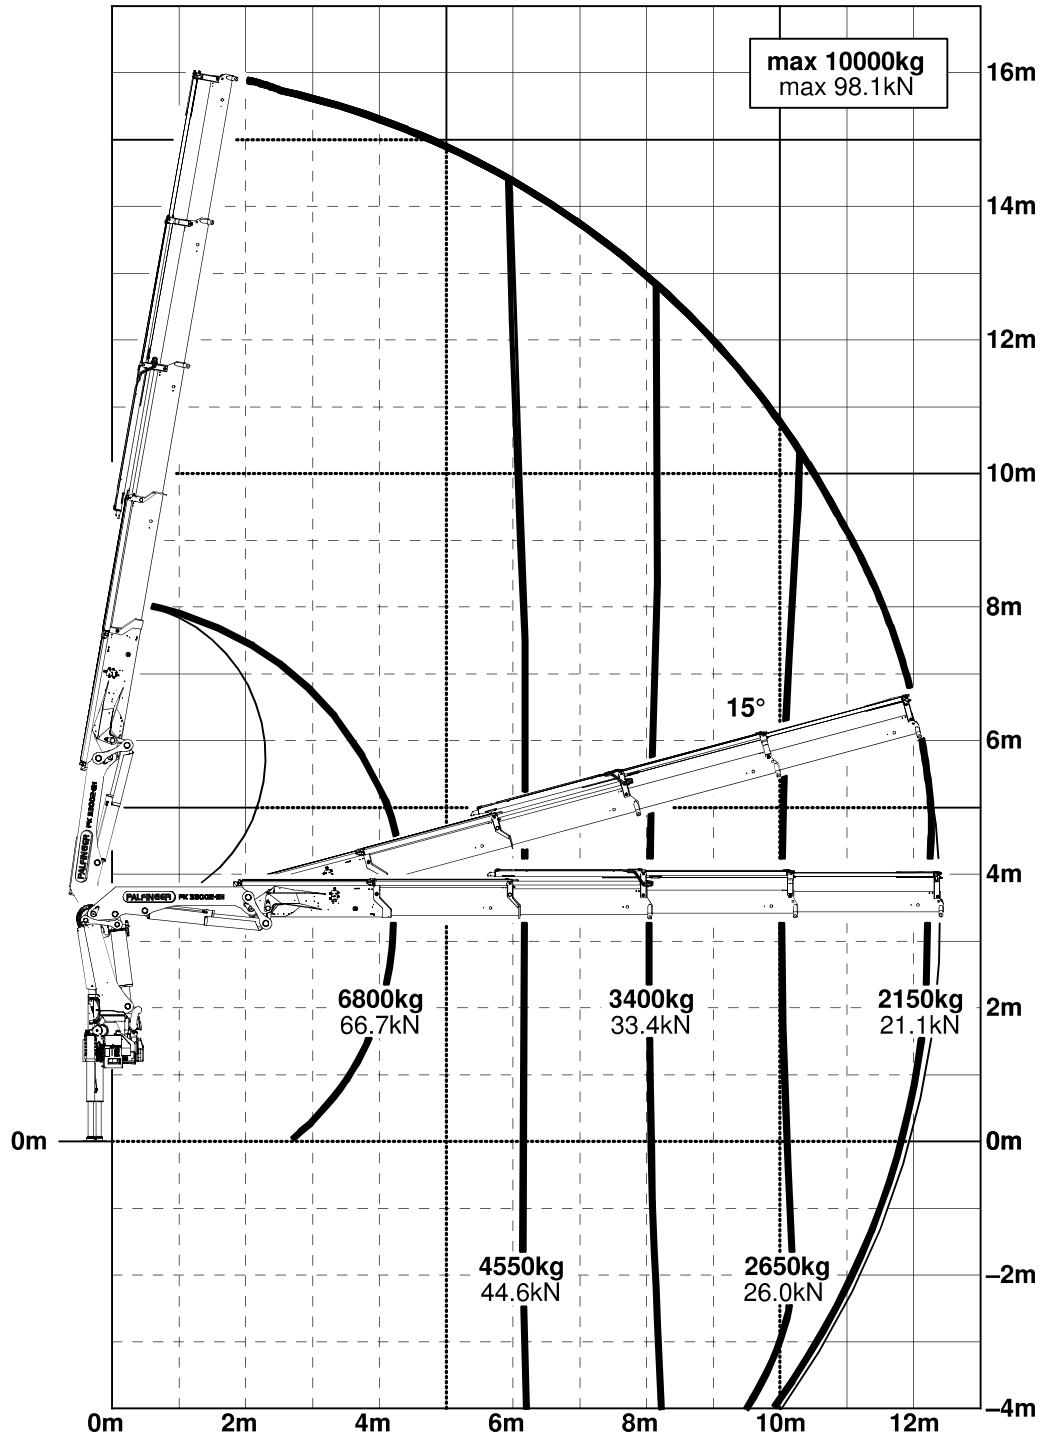 max 10000kg
max 98.1kN
16m
14m
12m
10m
8m
15°
6m
4m
PALFINGER
PALFINGER
6800kg
66.7kN
3400kg
33.4kN
2150kg
21.1kN
2m
0m
0m
4550kg
44.6kN
2650kg
26.0kN
–2m
–4m
0m
2m
4m
6m
8m
10m
12m